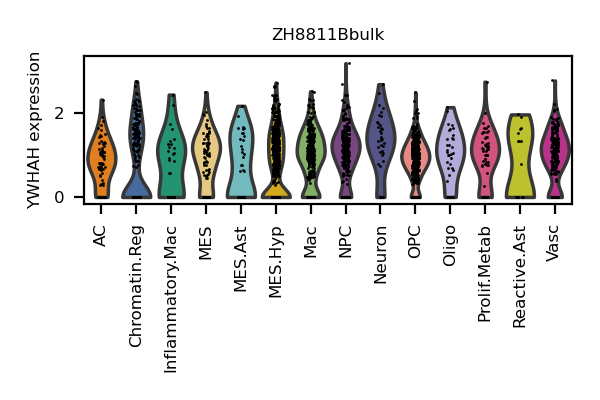 ZH8811Bbulk
YWHAH expression
2
0
AC
Chromatin.Reg
Inflammatory.Mac
MES
MES.Ast
MES.Hyp
Mac
NPC
Neuron
OPC
Oligo
Prolif.Metab
Reactive.Ast
Vasc